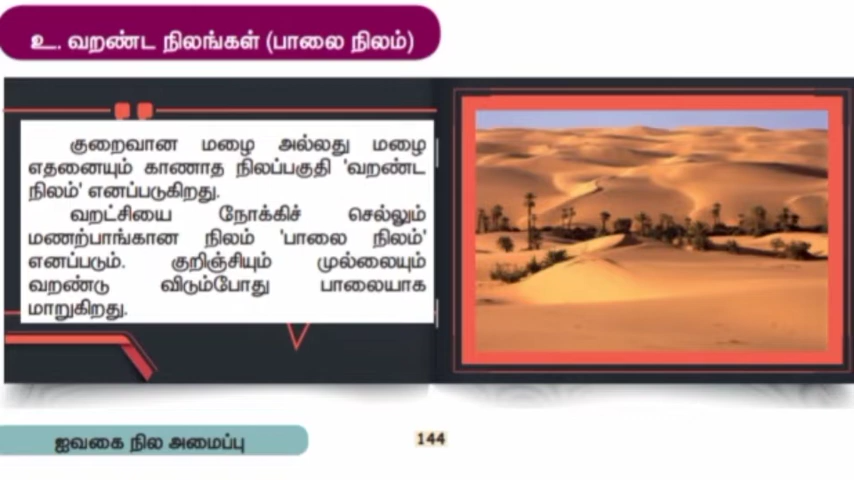 உ. வறண்ட நிலங்கள் (பாலை நிலம்)
குறைவான மழை அல்லது மழை
எதனையும் காணாத நிலப்பகுதி 'வறண்ட
நிலம்' எனப்படுகிறது.
வறட்சியை நோக்கிச் செல்லும்
மணற்பாங்கான நிலம் 'பாலை நிலம்'
எனப்படும். குறிஞ்சியும் முல்லையும்
வறண்டு விடும்போது பாலையாக
மாறுகிறது.
ஐவகை நில அமைப்பு
144